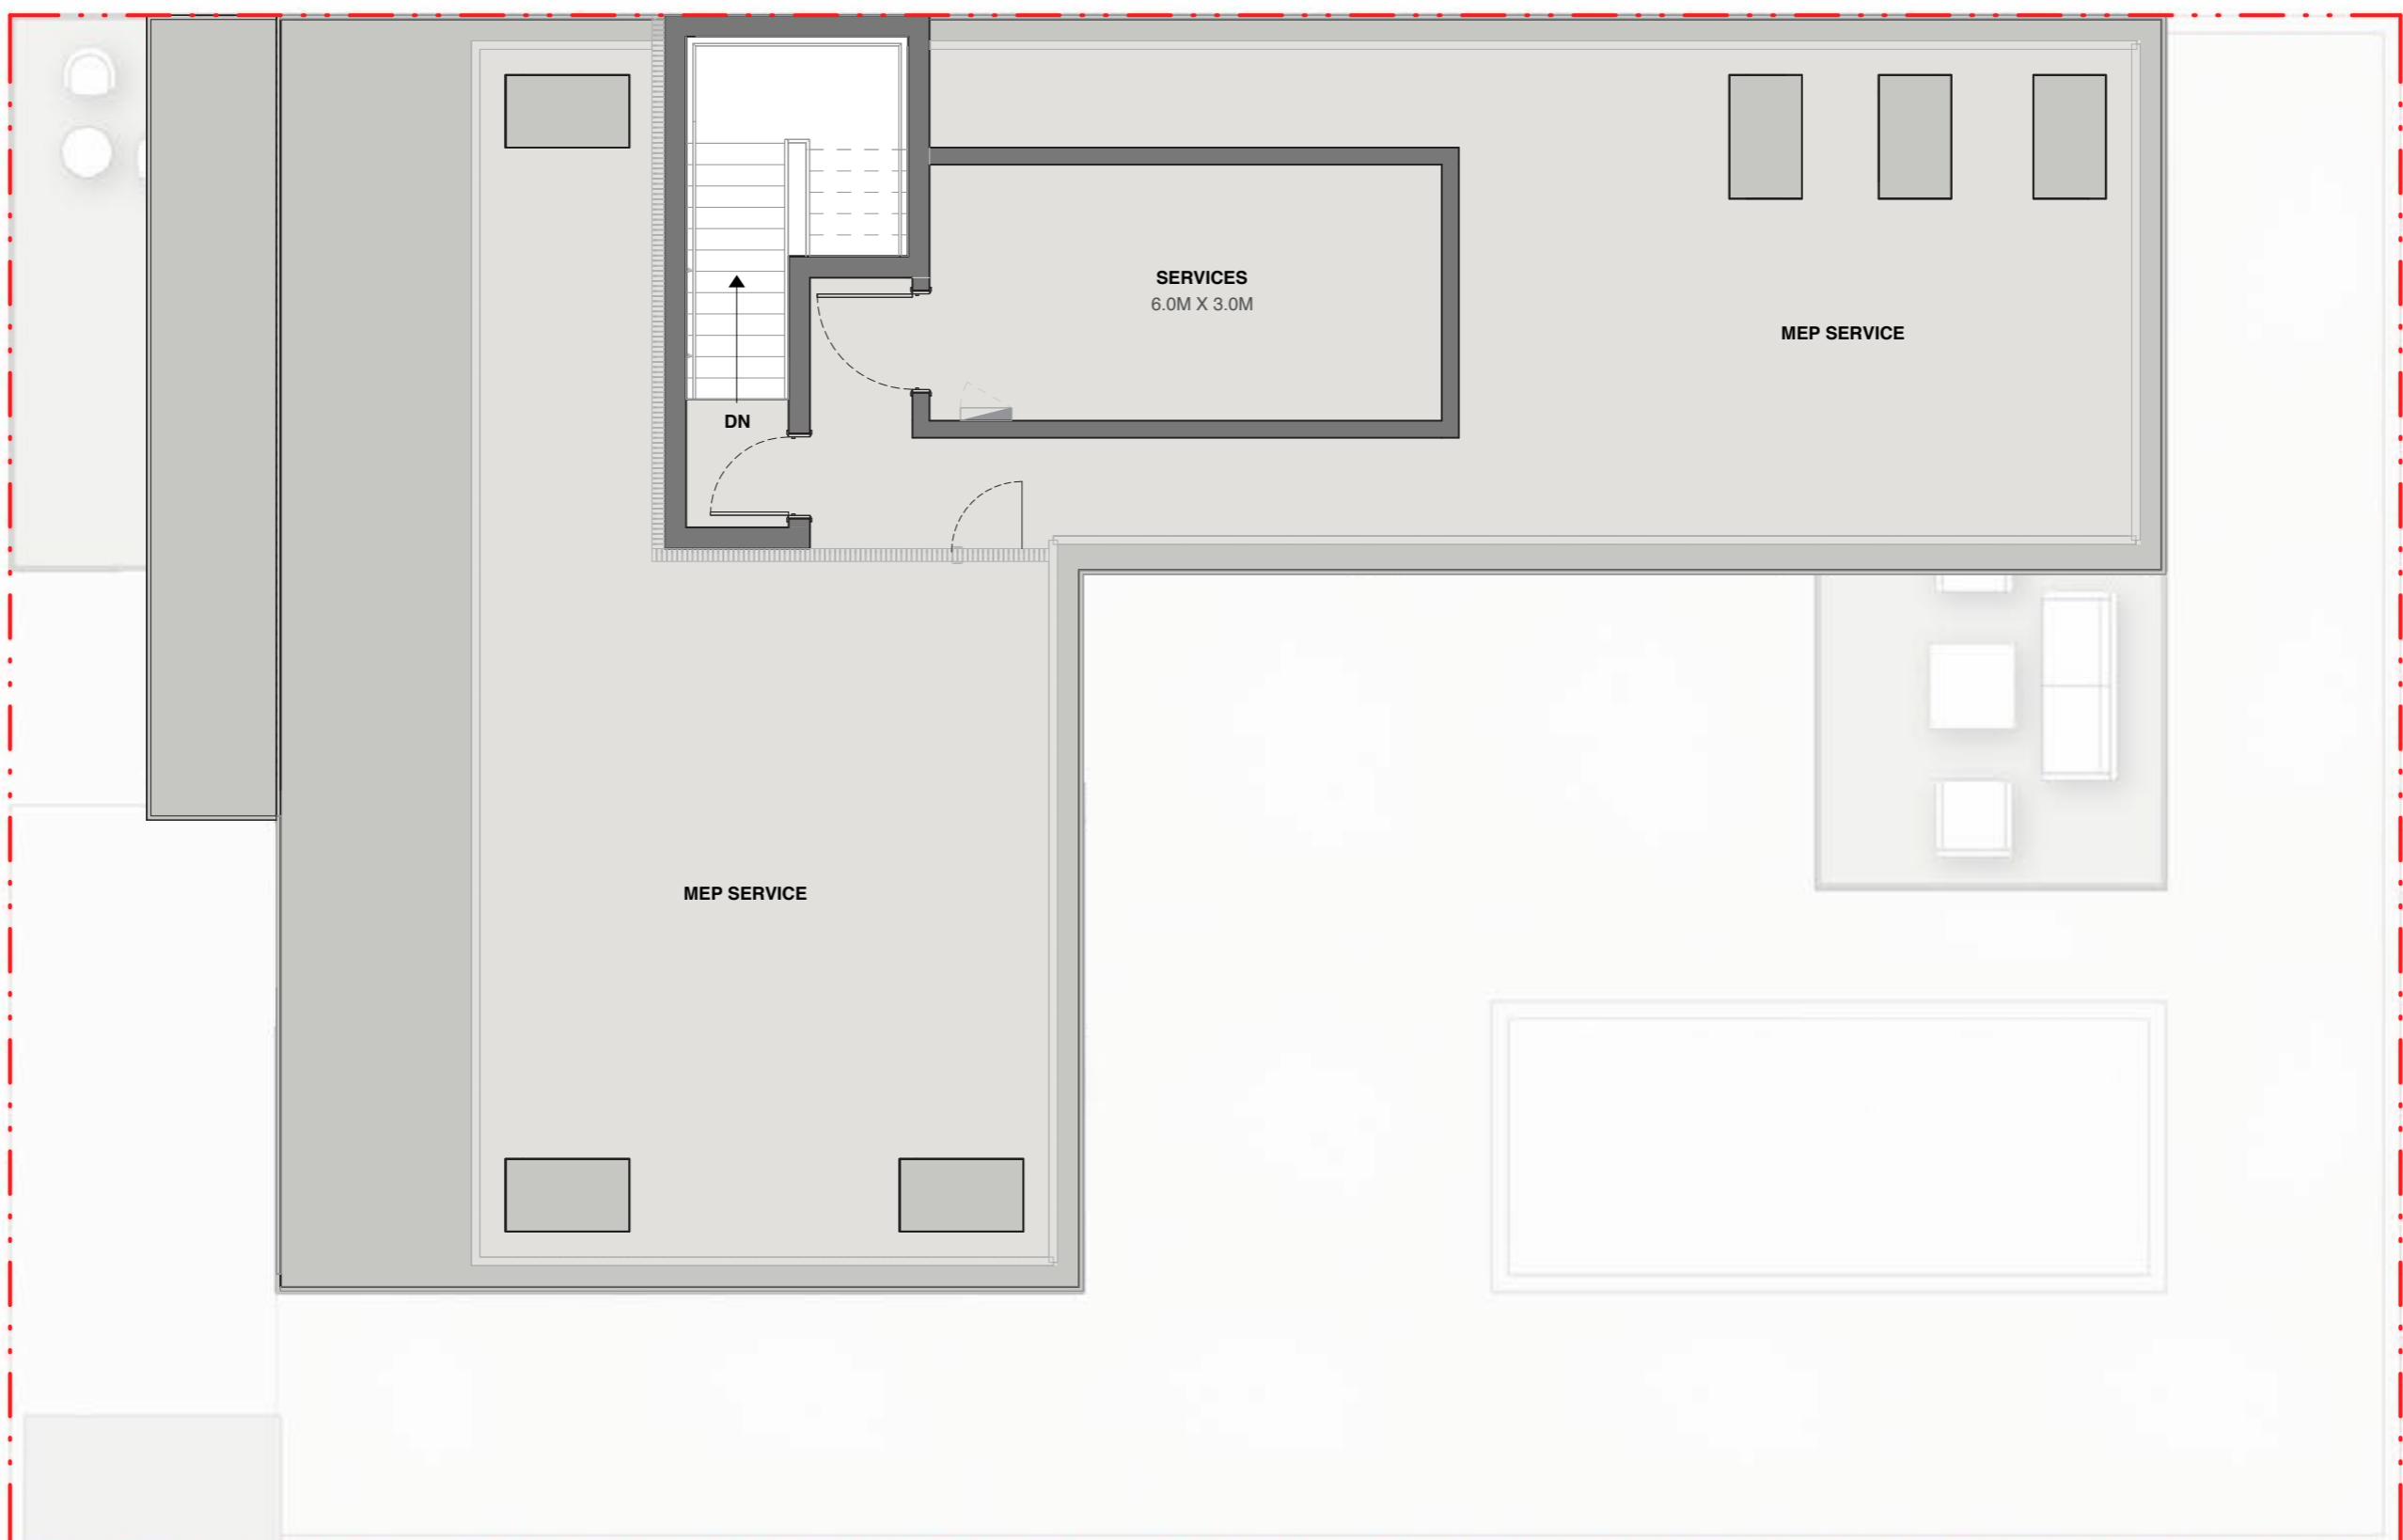 SERVICES
6.0M X 3.0M
MEP SERVICE
DN
MEP SERVICE